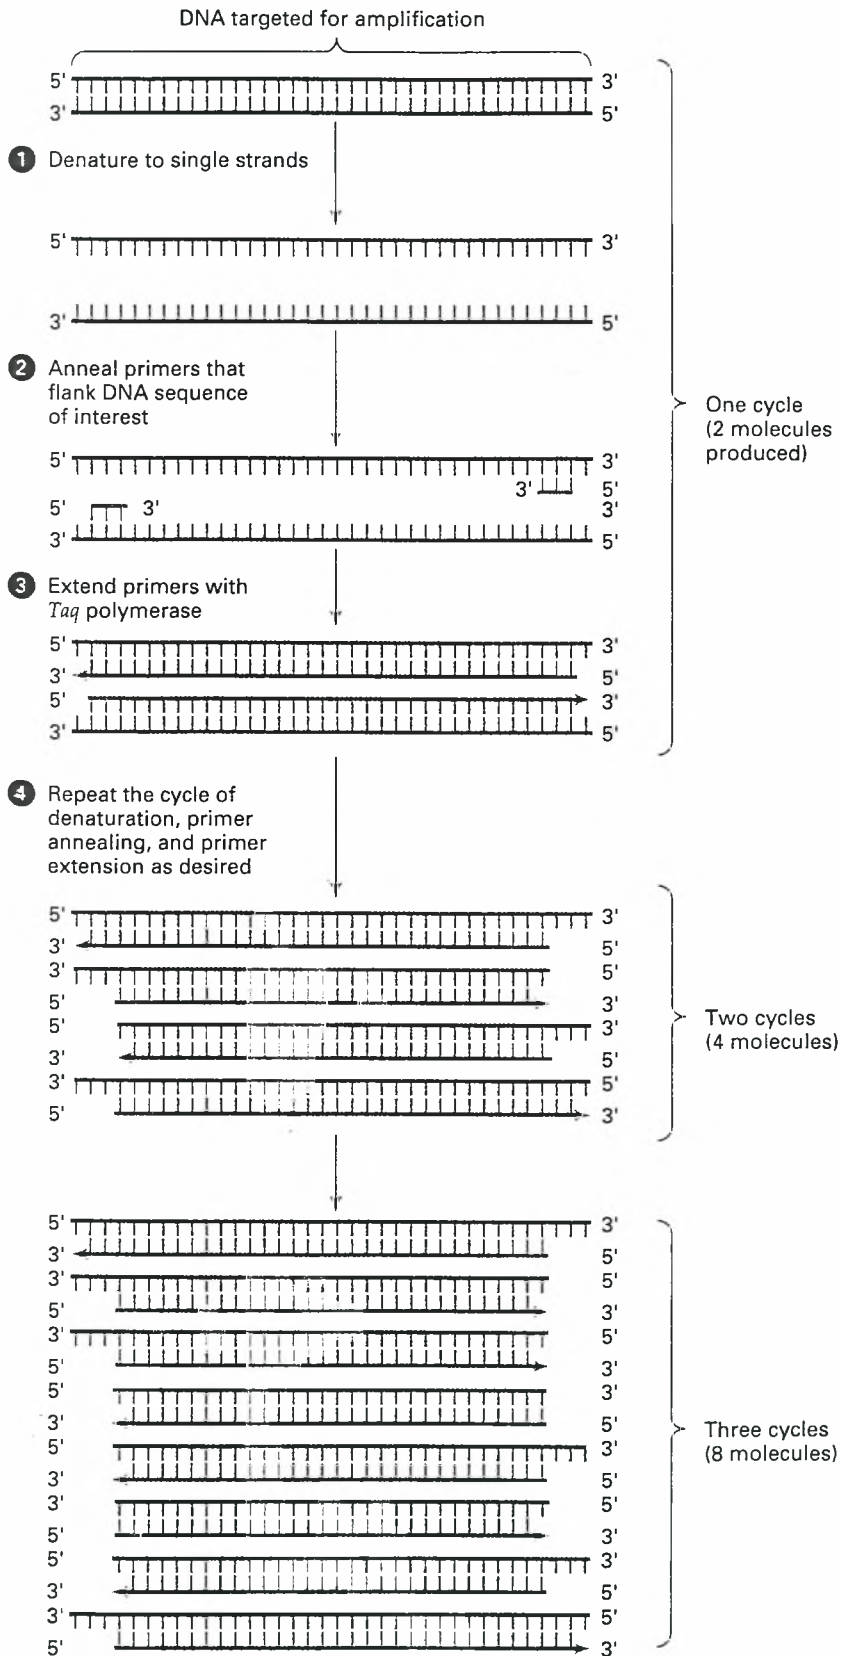 DNA targeted for amplification
5' 3'
3' 5'
1 Denature to single strands
5' 3'
3' 5'
2 Anneal primers that
flank DNA sequence
of interest
5' 3'
3' 5'
5' 3' 3'
3' 5'
One cycle
(2 molecules
produced)
3 Extend primers with
Taq polymerase
5' 3'
3' 5'
5' 3'
3' 5'
4 Repeat the cycle of
denaturation, primer
annealing, and primer
extension as desired
5' 3'
3' 5'
3' 5'
5' 3'
5' 3'
3' 5'
3' 5'
5' 3'
Two cycles
(4 molecules)
5' 3'
3' 5'
3' 5'
5' 3'
3' 5'
5' 3'
5' 3'
3' 5'
5' 3'
3' 5'
3' 5'
5' 3'
5' 3'
3' 5'
3' 5'
5' 3'
Three cycles
(8 molecules)